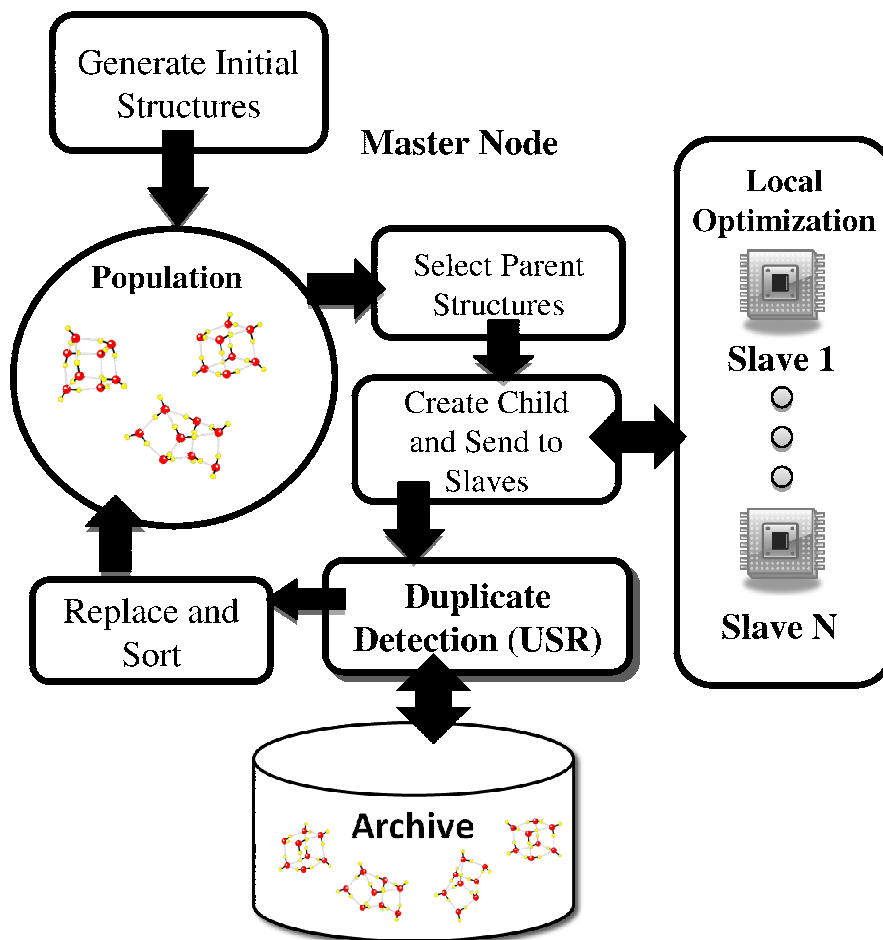 Generate Initial
Structures
Master Node
Local
Optimization
Population
Select Parent
Structures
Slave 1
Create Child
and Send to
Slaves
Duplicate
Detection (USR)
Replace and
Sort
Slave N
Archive